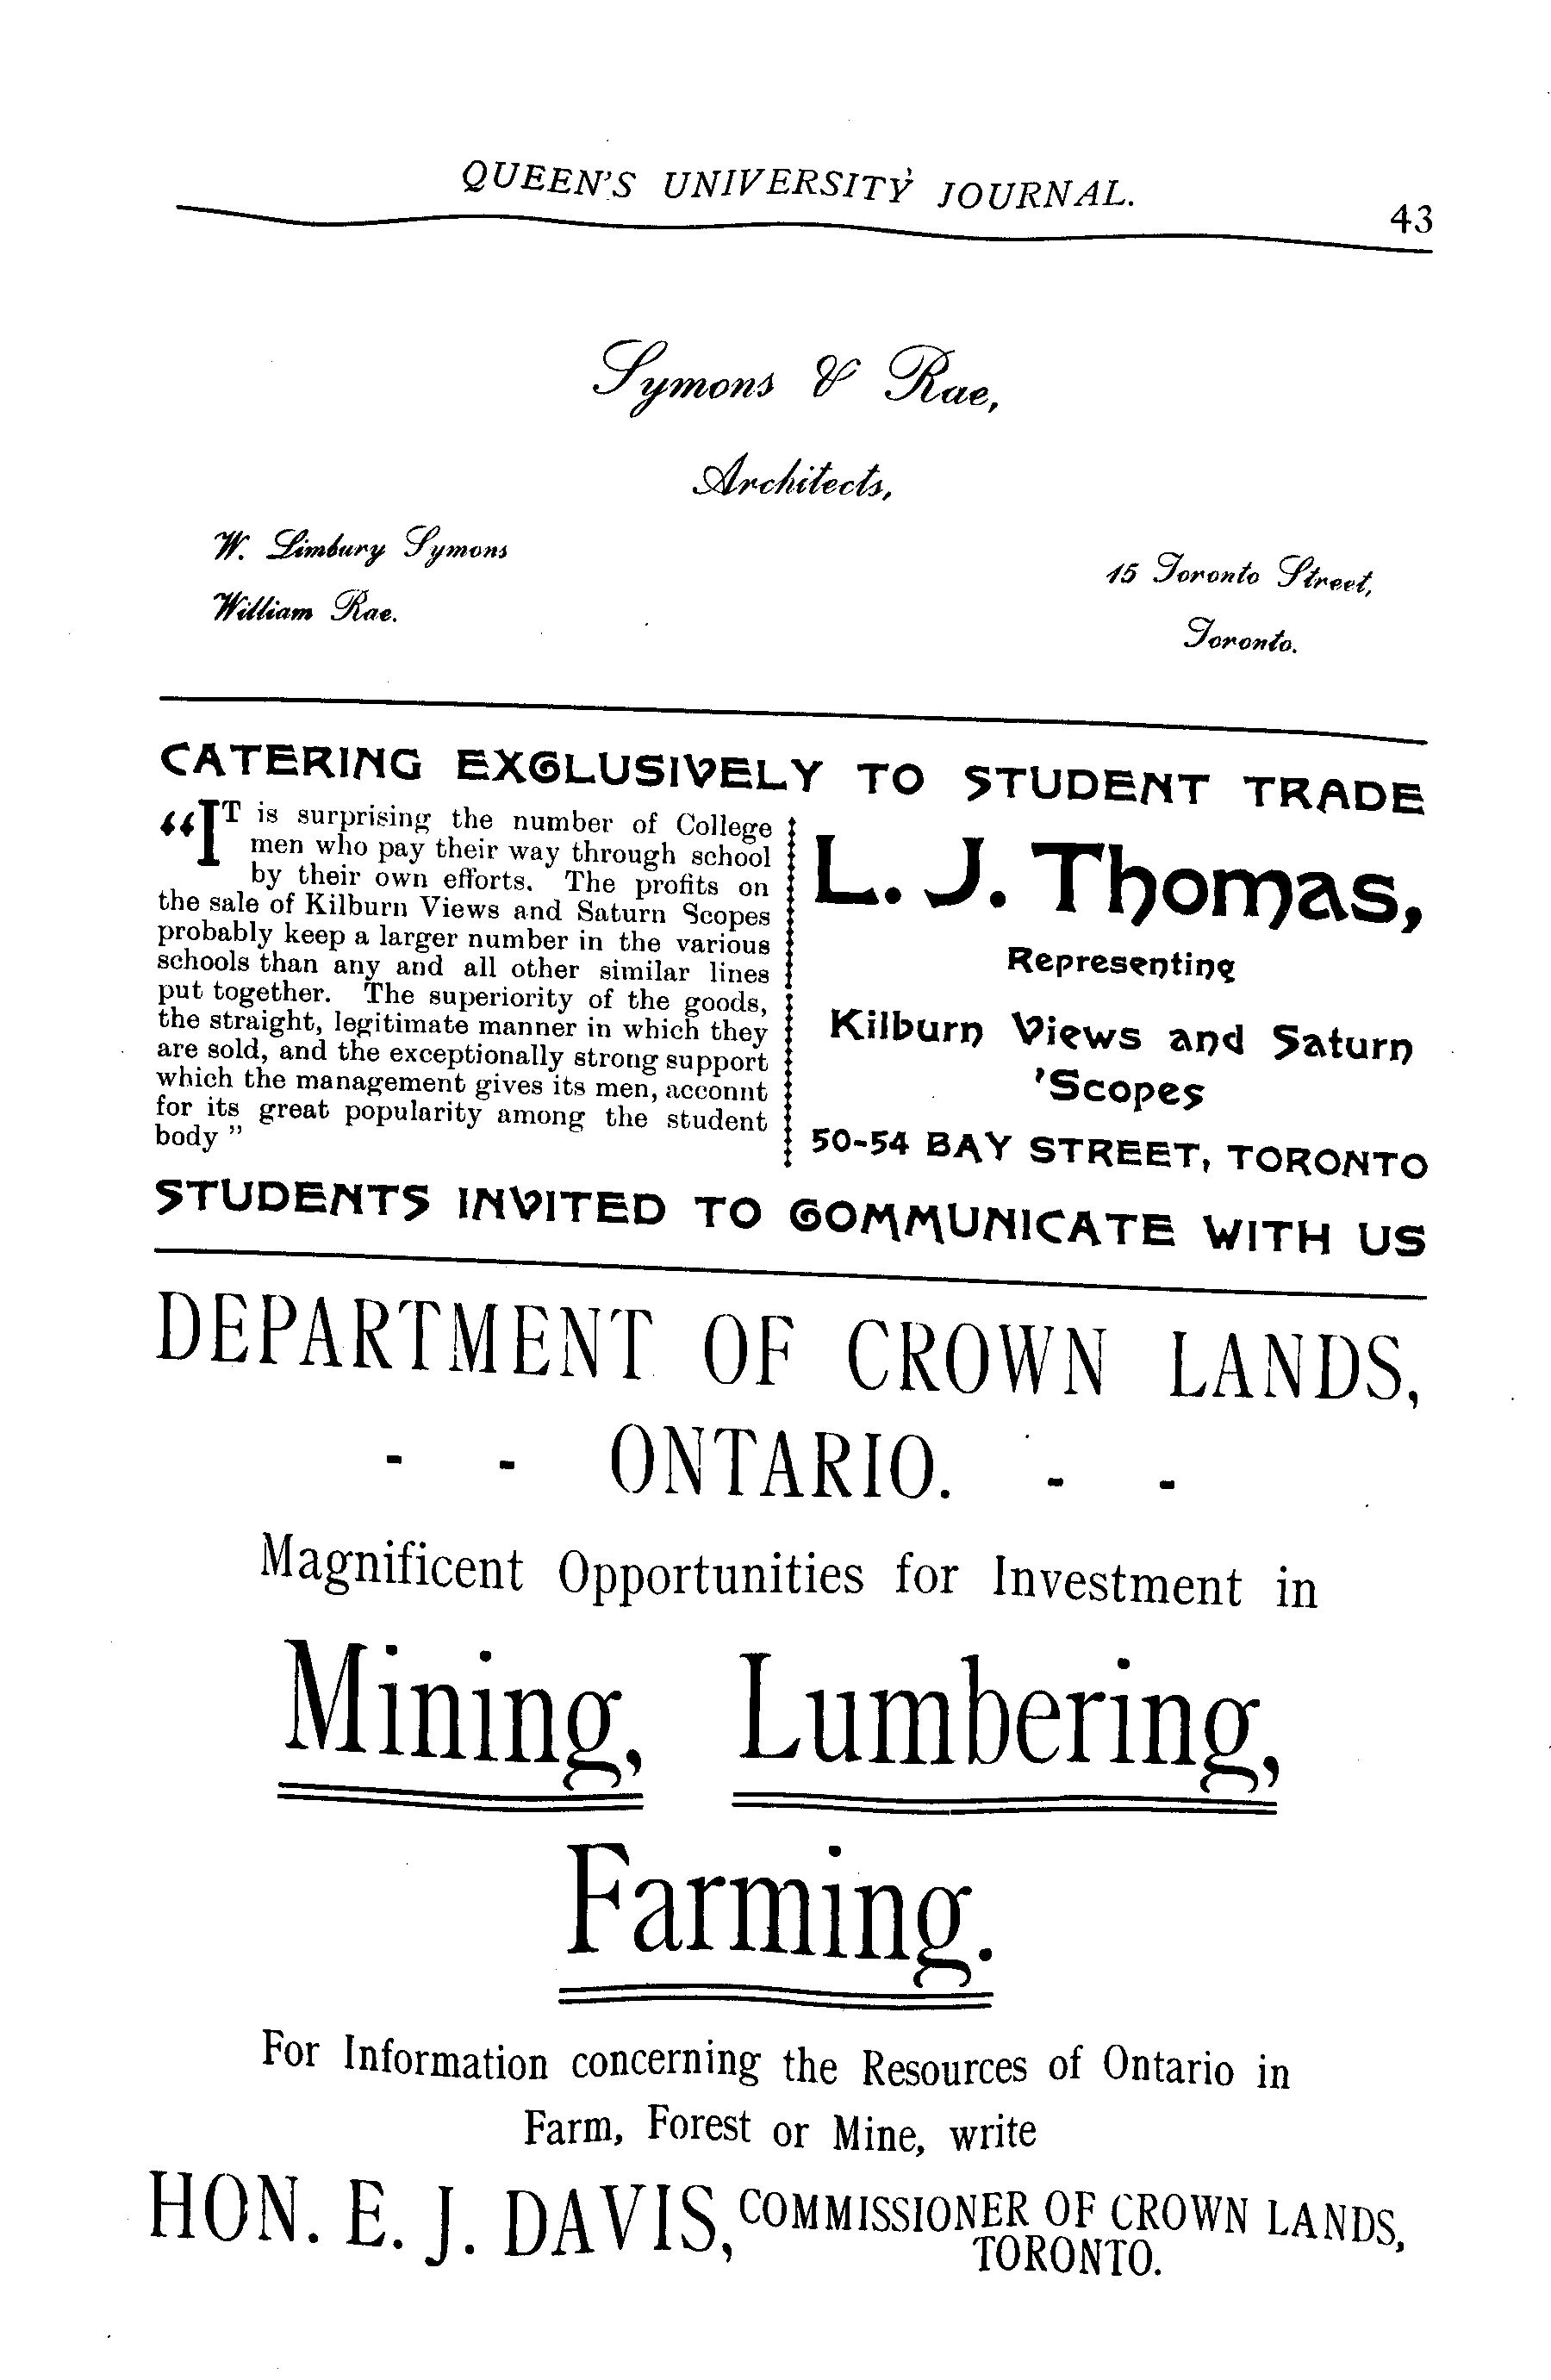 QUEEN'S UNIVERSITY JOURNAL.
43
Symons & Rae,
Architects,
W. Limbury Symons
William Rae.
15 Toronto Street,
Toronto.
CATERING EXCLUSIVELY TO STUDENT TRADE
“IT is surprising the number of College
men who pay their way through school
by their own efforts. The profits on
the sale of Kilburn Views and Saturn Scopes
probably keep a larger number in the various
schools than any and all other similar lines
put together. The superiority of the goods,
the straight, legitimate manner in which they
are sold, and the exceptionally strong support
which the management gives its men, acconnt
for its great popularity among the student
body ”
L. J. Thomas,
Representing
Kilburn Views and Saturn
'Scopes
50-54 BAY STREET, TORONTO
STUDENTS INVITED TO COMMUNICATE WITH US
DEPARTMENT OF CROWN LANDS,
- - ONTARIO. - -
Magnificent Opportunities for Investment in
Mining, Lumbering,
Farming.
For Information concerning the Resources of Ontario in
Farm, Forest or Mine, write
HON. E. J. DAVIS, COMMISSIONER OF CROWN LANDS,
TORONTO.